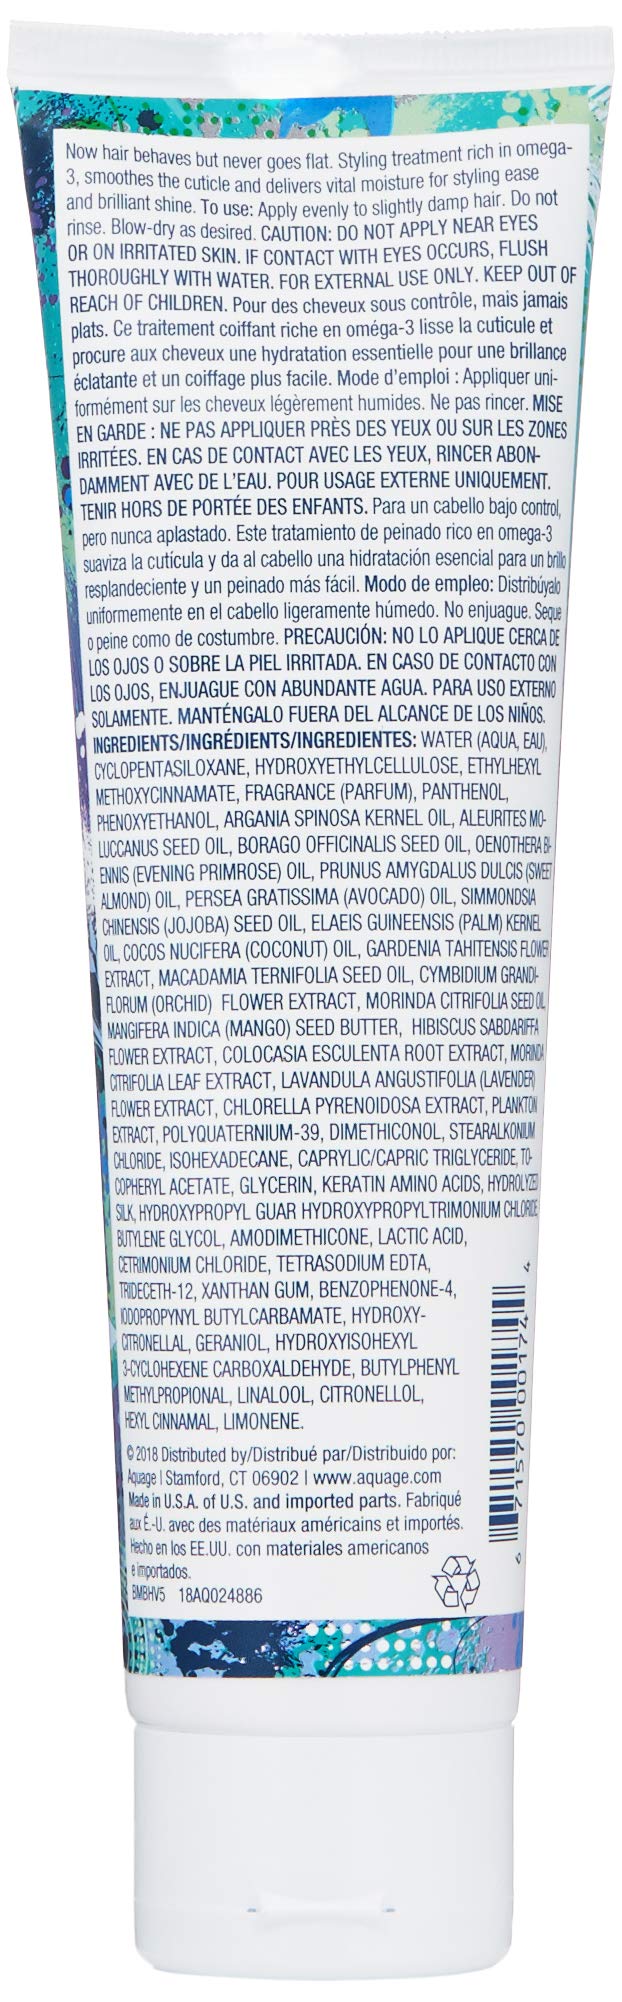 Now hair behaves but never goes flat. Styling treatment rich in omega-
3, smoothes the cuticle and delivers vital moisture for styling ease
and brilliant shine. To use: Apply evenly to slightly damp hair. Do not
rinse. Blow-dry as desired. CAUTION: DO NOT APPLY NEAR EYES
OR ON IRRITATED SKIN. IF CONTACT WITH EYES OCCURS, FLUSH
THOROUGHLY WITH WATER. FOR EXTERNAL USE ONLY. KEEP OUT OF
REACH OF CHILDREN. Pour des cheveux sous contrôle, mais jamais
plats. Ce traitement coiffant riche en oméga-3 lisse la cuticule et
procure aux cheveux une hydratation essentielle pour une brillance
éclatante et un coiffage plus facile. Mode d'emploi : Appliquer uni-
formément sur les cheveux légèrement humides. Ne pas rincer. MISE
EN GARDE : NE PAS APPLIQUER PRÈS DES YEUX OU SUR LES ZONES
IRRITÉES. EN CAS DE CONTACT AVEC LES YEUX, RINCER ABON-
DAMMENT AVEC DE L'EAU. POUR USAGE EXTERNE UNIQUEMENT.
TENIR HORS DE PORTÉE DES ENFANTS. Para un cabello bajo control,
pero nunca aplastado. Este tratamiento de peinado rico en omega-3
suaviza la cutícula y da al cabello una hidratación esencial para un brillo
resplandeciente y un peinado más fácil. Modo de empleo: Distribúyalo
uniformemente en el cabello ligeramente húmedo. No enjuague. Seque
o peine como de costumbre. PRECAUCIÓN: NO LO APLIQUE CERCA DE
LOS OJOS O SOBRE LA PIEL IRRITADA. EN CASO DE CONTACTO CON
LOS OJOS, ENJUAGUE CON ABUNDANTE AGUA. PARA USO EXTERNO
SOLAMENTE. MANTÉNGALO FUERA DEL ALCANCE DE LOS NIÑOS.
INGREDIENTS/INGRÉDIENTS/INGREDIENTES: WATER (AQUA, EAU),
CYCLOPENTASILOXANE, HYDROXYETHYLCELLULOSE, ETHYLHEXYL
METHOXYCINNAMATE, FRAGRANCE (PARFUM), PANTHENOL,
PHENOXYETHANOL, ARGANIA SPINOSA KERNEL OIL, ALEURITES MO-
LUCCANUS SEED OIL, BORAGO OFFICINALIS SEED OIL, OENOTHERA BI-
ENNIS (EVENING PRIMROSE) OIL, PRUNUS AMYGDALUS DULCIS (SWEET
ALMOND) OIL, PERSEA GRATISSIMA (AVOCADO) OIL, SIMMONDSIA
CHINENSIS (JOJOBA) SEED OIL, ELAEIS GUINEENSIS (PALM) KERNEL
OIL, COCOS NUCIFERA (COCONUT) OIL, GARDENIA TAHITENSIS FLOWER
EXTRACT, MACADAMIA TERNIFOLIA SEED OIL, CYMBIDIUM GRANDI-
FLORUM (ORCHID) FLOWER EXTRACT, MORINDA CITRIFOLIA SEED OIL,
MANGIFERA INDICA (MANGO) SEED BUTTER, HIBISCUS SABDARIFFA
FLOWER EXTRACT, COLOCASIA ESCULENTA ROOT EXTRACT, MORINDA
CITRIFOLIA LEAF EXTRACT, LAVANDULA ANGUSTIFOLIA (LAVENDER)
FLOWER EXTRACT, CHLORELLA PYRENOIDOSA EXTRACT, PLANKTON
EXTRACT, POLYQUATERNIUM-39, DIMETHICONOL, STEARALKONIUM
CHLORIDE, ISOHEXADECANE, CAPRYLIC/CAPRIC TRIGLYCERIDE, TO-
COPHERYL ACETATE, GLYCERIN, KERATIN AMINO ACIDS, HYDROLYZED
SILK, HYDROXYPROPYL GUAR HYDROXYPROPYLTRIMONIUM CHLORIDE,
BUTYLENE GLYCOL, AMODIMETHICONE, LACTIC ACID,
CETRIMONIUM CHLORIDE, TETRASODIUM EDTA,
TRIDECETH-12, XANTHAN GUM, BENZOPHENONE-4,
IODOPROPYNYL BUTYLCARBAMATE, HYDROXY-
CITRONELLAL, GERANIOL, HYDROXYISOHEXYL
3-CYCLOHEXENE CARBOXALDEHYDE, BUTYLPHENYL
METHYLPROPIONAL, LINALOOL, CITRONELLOL,
HEXYL CINNAMAL, LIMONENE.
© 2018 Distributed by/Distribué par/Distribuido por:
Aquage | Stamford, CT 06902 | www.aquage.com
Made in U.S.A. of U.S. and imported parts. Fabriqué
aux É.-U. avec des matériaux américains et importés.
Hecho en los EE.UU. con materiales americanos
e importados.
BMBHV5 18AQ024886
6 71570 00174 4